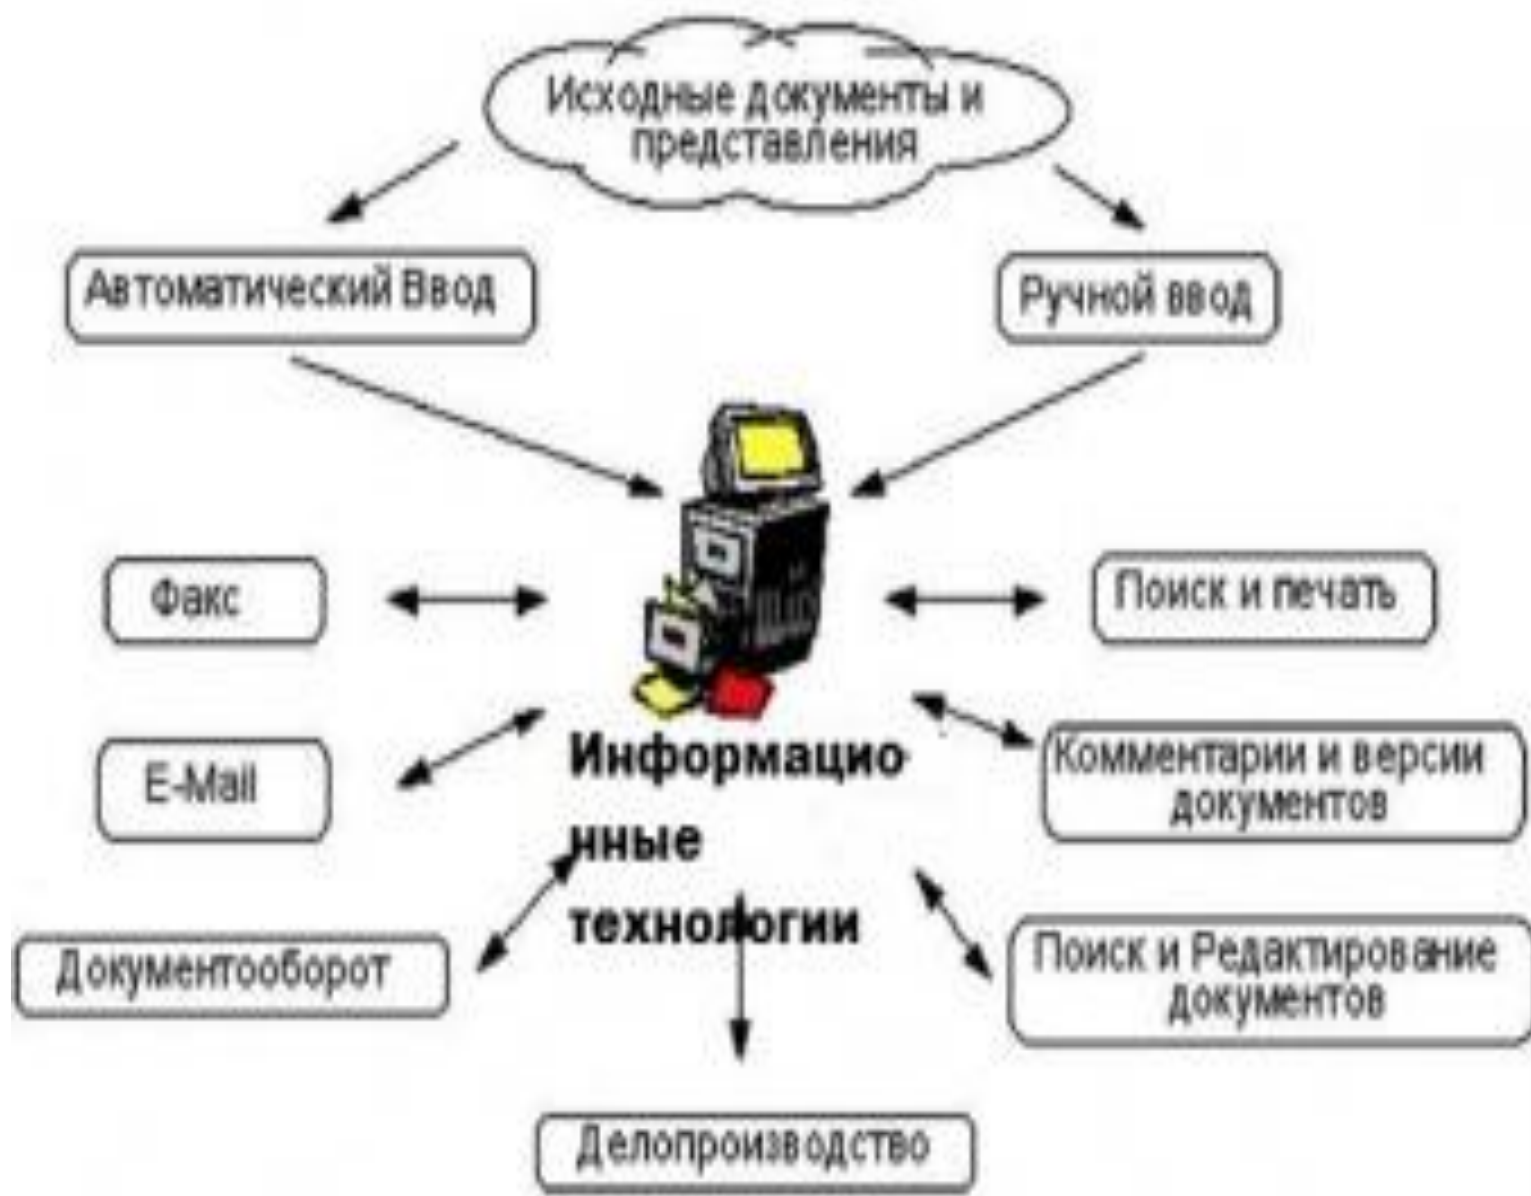 Исходные документы и
представления
Автоматический Ввод
Ручной ввод
Факс
Поиск и печать
E-Mail
Информацио
нные
технологии
Комментарии и версии
документов
Документооборот
Поиск и Редактирование
документов
Делопроизводство